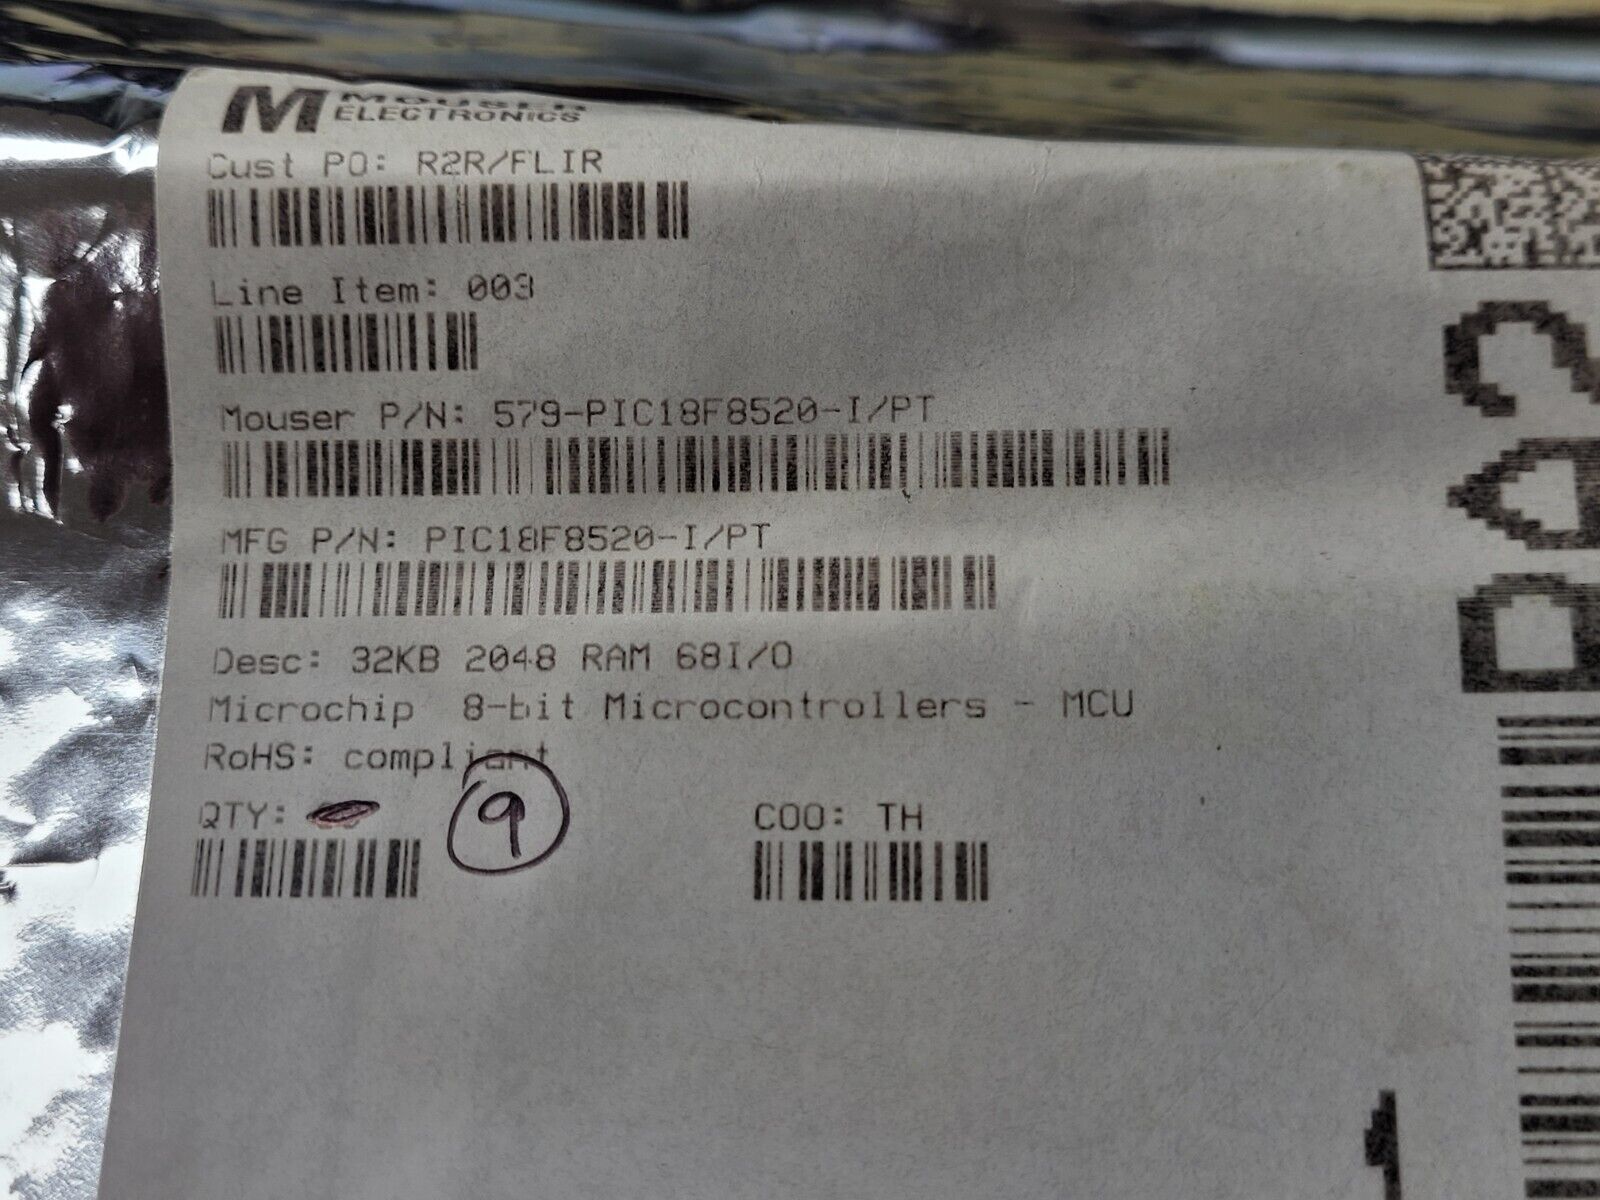 M MOUSER
ELECTRONICS
Cust PO: R2R/FLIR
Line Item: 003
Mouser P/N: 579-PIC18F8520-I/PT
MFG P/N: PIC18F8520-I/PT
Desc: 32KB 2048 RAM 68I/O
Microchip 8-bit Microcontrollers - MCU
RoHS: compliant
QTY: 9
COO: TH
1